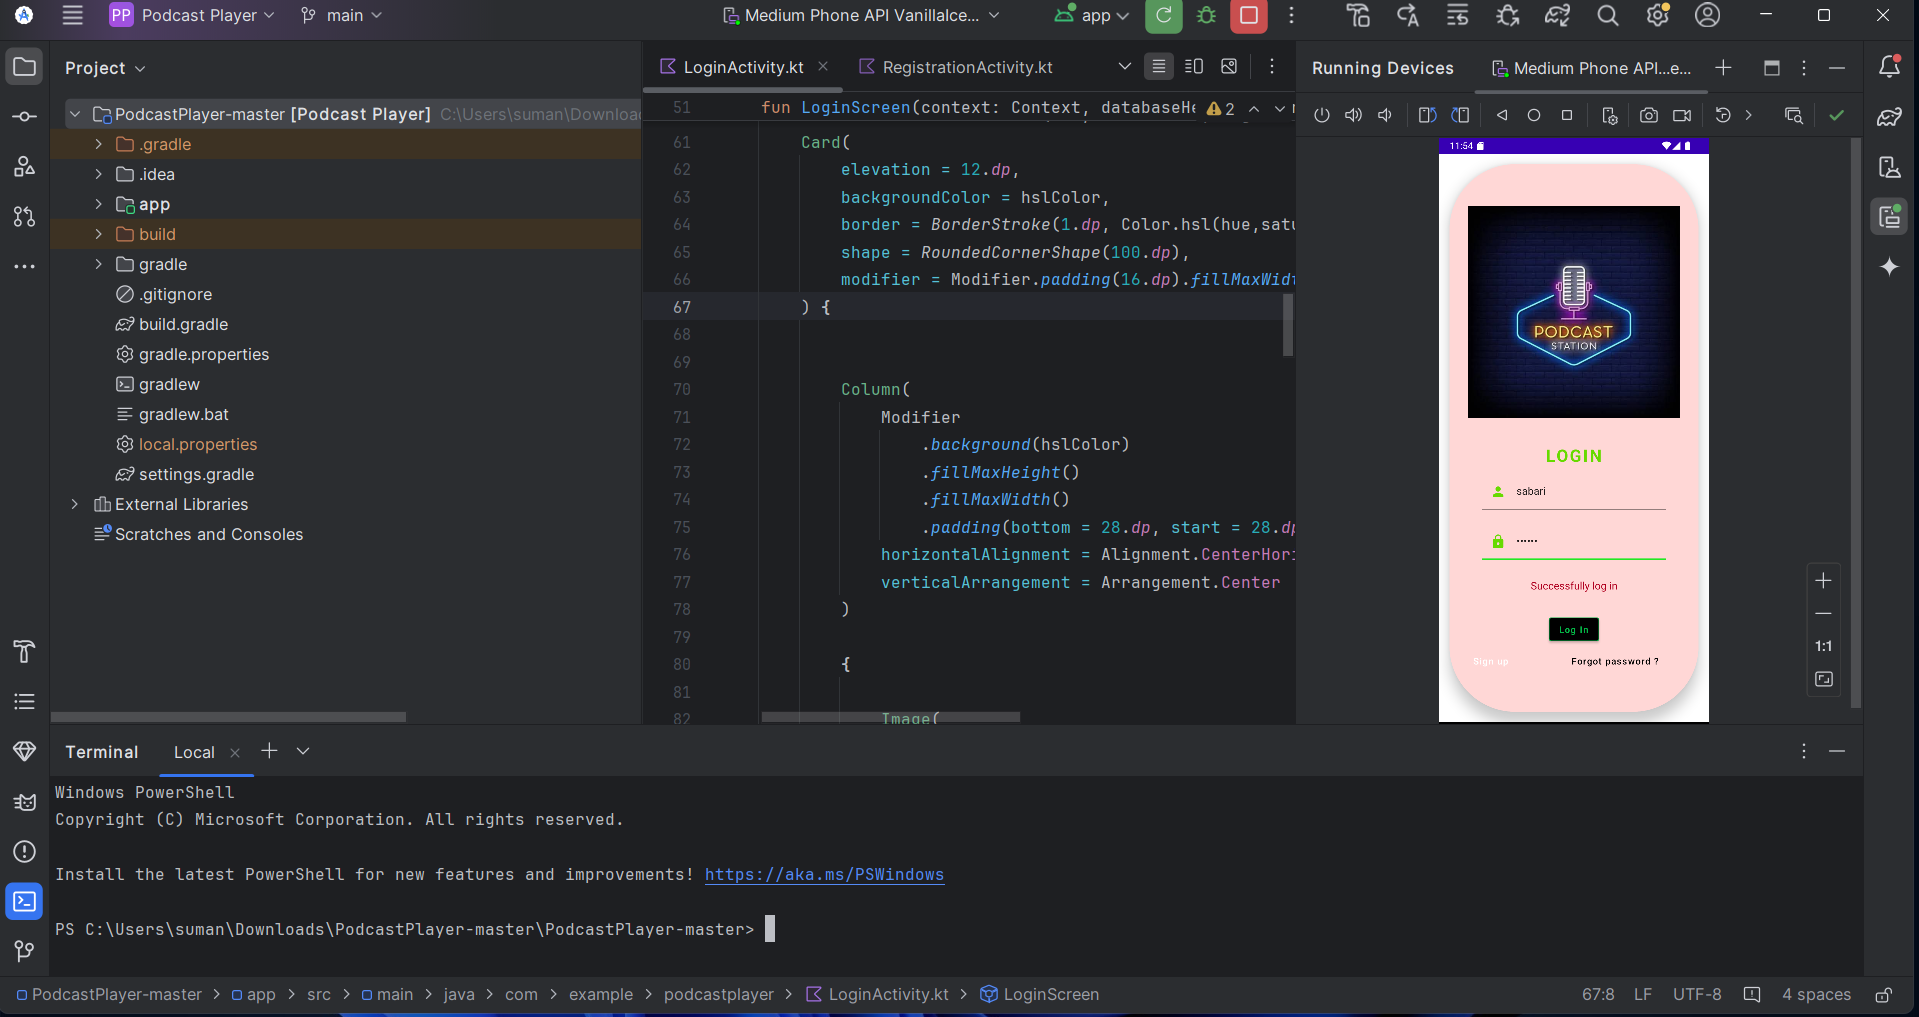 PP Podcast Player main Medium Phone API VanillaIce... app
Project
PodcastPlayer-master [Podcast Player] C:\Users\suman\Downloa
.gradle
.idea
app
build
gradle
.gitignore
build.gradle
gradle.properties
gradlew
gradlew.bat
local.properties
settings.gradle
External Libraries
Scratches and Consoles
LoginActivity.kt RegistrationActivity.kt
51 fun LoginScreen(context: Context, databaseHe 2
61 Card(
62 elevation = 12.dp,
63 backgroundColor = hslColor,
64 border = BorderStroke(1.dp, Color.hsl(hue,satu
65 shape = RoundedCornerShape(100.dp),
66 modifier = Modifier.padding(16.dp).fillMaxWidt
67 ) {
68
69
70 Column(
71 Modifier
72 .background(hslColor)
73 .fillMaxHeight()
74 .fillMaxWidth()
75 .padding(bottom = 28.dp, start = 28.dp
76 horizontalAlignment = Alignment.CenterHori
77 verticalArrangement = Arrangement.Center
78 )
79
80 {
81
82 Image(
Running Devices Medium Phone API...e...
11:54
PODCAST
STATION
LOGIN
sabari
······
Successfully log in
Log In
Sign up Forgot password ?
1:1
Terminal Local
Windows PowerShell
Copyright (C) Microsoft Corporation. All rights reserved.
Install the latest PowerShell for new features and improvements! https://aka.ms/PSWindows
PS C:\Users\suman\Downloads\PodcastPlayer-master\PodcastPlayer-master>
PodcastPlayer-master > app > src > main > java > com > example > podcastplayer > LoginActivity.kt > LoginScreen 67:8 LF UTF-8 4 spaces